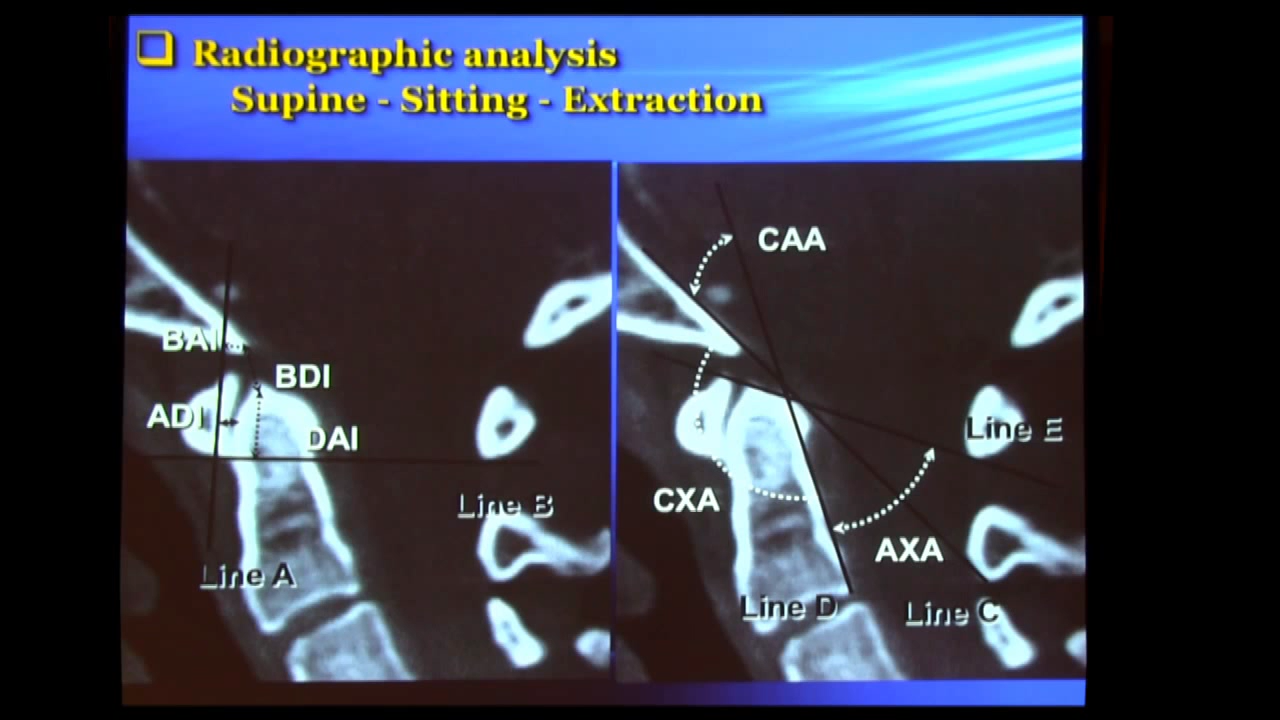 Radiographic analysis
Supine - Sitting - Extraction
BAI
BDI
ADI
DAI
Line B
Line A
CAA
Line E
CXA
AXA
Line D
Line C